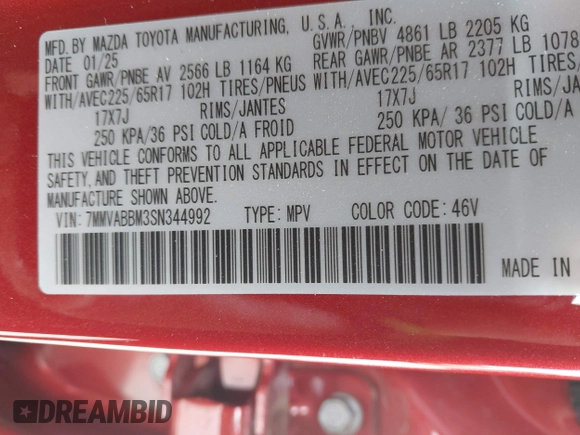 MFD. BY MAZDA TOYOTA MANUFACTURING, U.S.A., INC.
DATE 01/25 GVWR/PNBV 4861 LB 2205 KG
FRONT GAWR/PNBE AV 2566 LB 1164 KG REAR GAWR/PNBE AR 2377 LB 1078
WITH/AVEC225/65R17 102H TIRES/PNEUS WITH/AVEC225/65R17 102H TIRES/
17X7J RIMS/JANTES 17X7J RIMS/JA
250 KPA/36 PSI COLD/A FROID 250 KPA/ 36 PSI COLD/A
THIS VEHICLE CONFORMS TO ALL APPLICABLE FEDERAL MOTOR VEHICLE
SAFETY, AND THEFT PREVENTION STANDARDS IN EFFECT ON THE DATE OF
MANUFACTURE SHOWN ABOVE.
VIN: 7MMVABBM3SN344992 TYPE: MPV COLOR CODE: 46V
MADE IN
DREAMBID